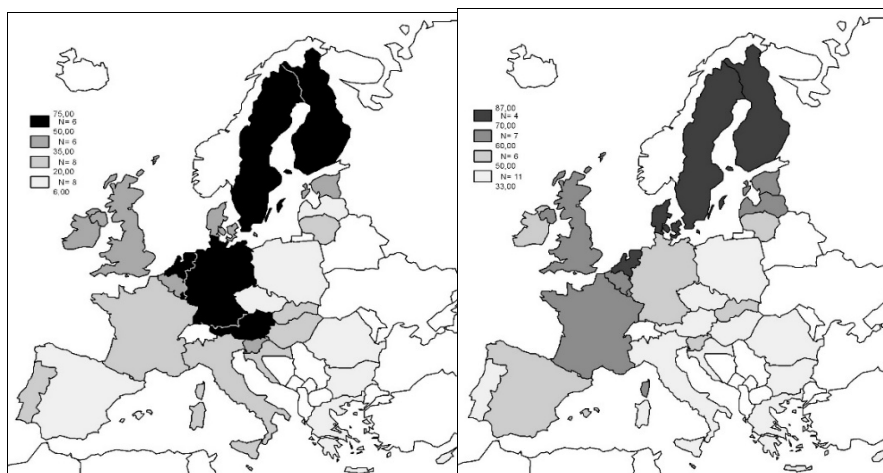 75,00
N= 6
50,00
N= 6
35,00
N= 8
20,00
N= 8
6,00
87,00
N= 4
70,00
N= 7
60,00
N= 6
50,00
N= 11
33,00